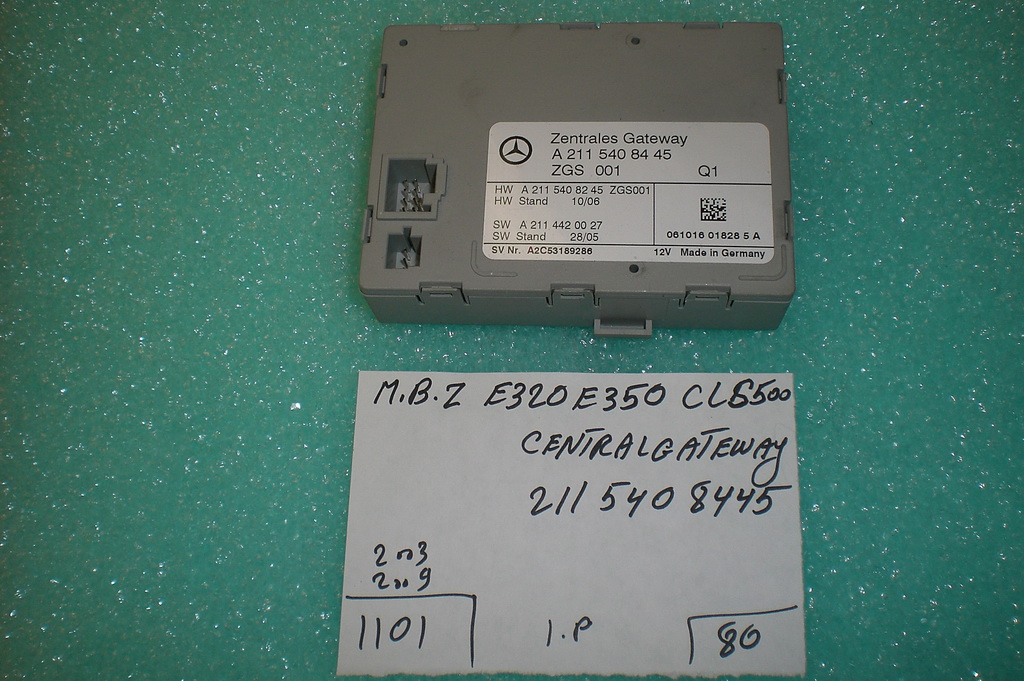 Zentrales Gateway
A 211 540 84 45
ZGS 001 Q1
HW A 211 540 82 45 ZGS001
HW Stand 10/06
SW A 211 442 00 27
SW Stand 28/05
061016 01828 5 A
SV Nr. A2C53189286 12V Made in Germany
M.B.Z E320 E350 CLS500
CENTRALGATEWAY
211 540 8445
2003
2009
1101 1.P 80